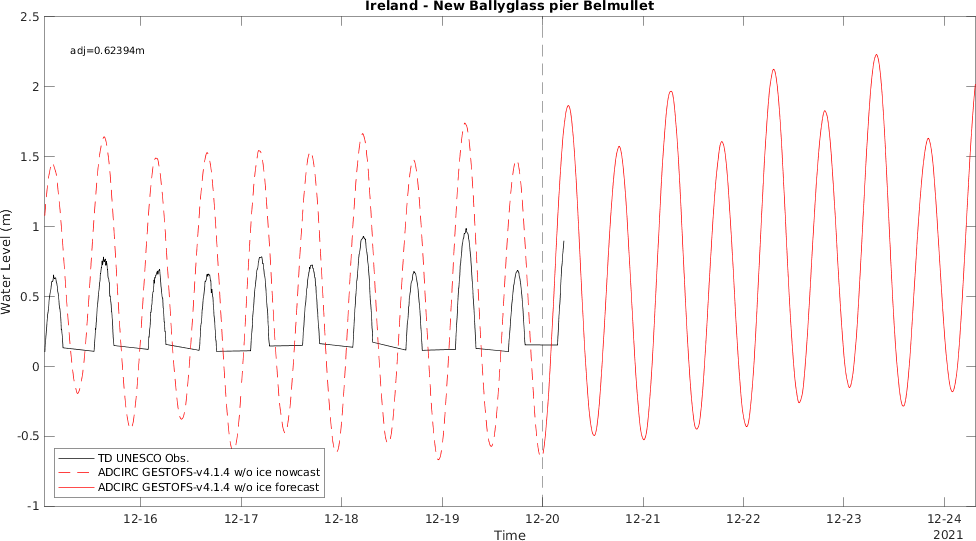 Ireland - New Ballyglass pier Belmullet
2.5
adj=0.62394m
2
1.5
1
Water Level (m)
0.5
0
-0.5
TD UNESCO Obs.
ADCIRC GESTOFS-v4.1.4 w/o ice nowcast
ADCIRC GESTOFS-v4.1.4 w/o ice forecast
-1
12-16 12-17 12-18 12-19 12-20 12-21 12-22 12-23 12-24
Time 2021